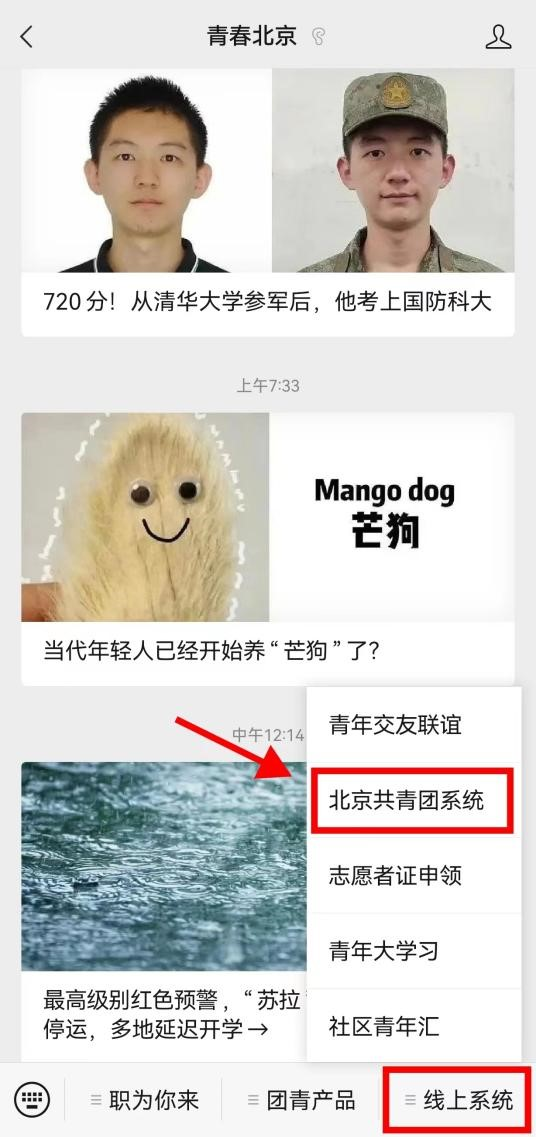 青春北京
720分！从清华大学参军后，他考上国防科大
上午7:33
Mango dog
芒狗
当代年轻人已经开始养“芒狗”了？
中午12:14
最高级别红色预警，“苏拉”
停运，多地延迟开学→
青年交友联谊
北京共青团系统
志愿者证申领
青年大学习
社区青年汇
职为你来
团青产品
线上系统